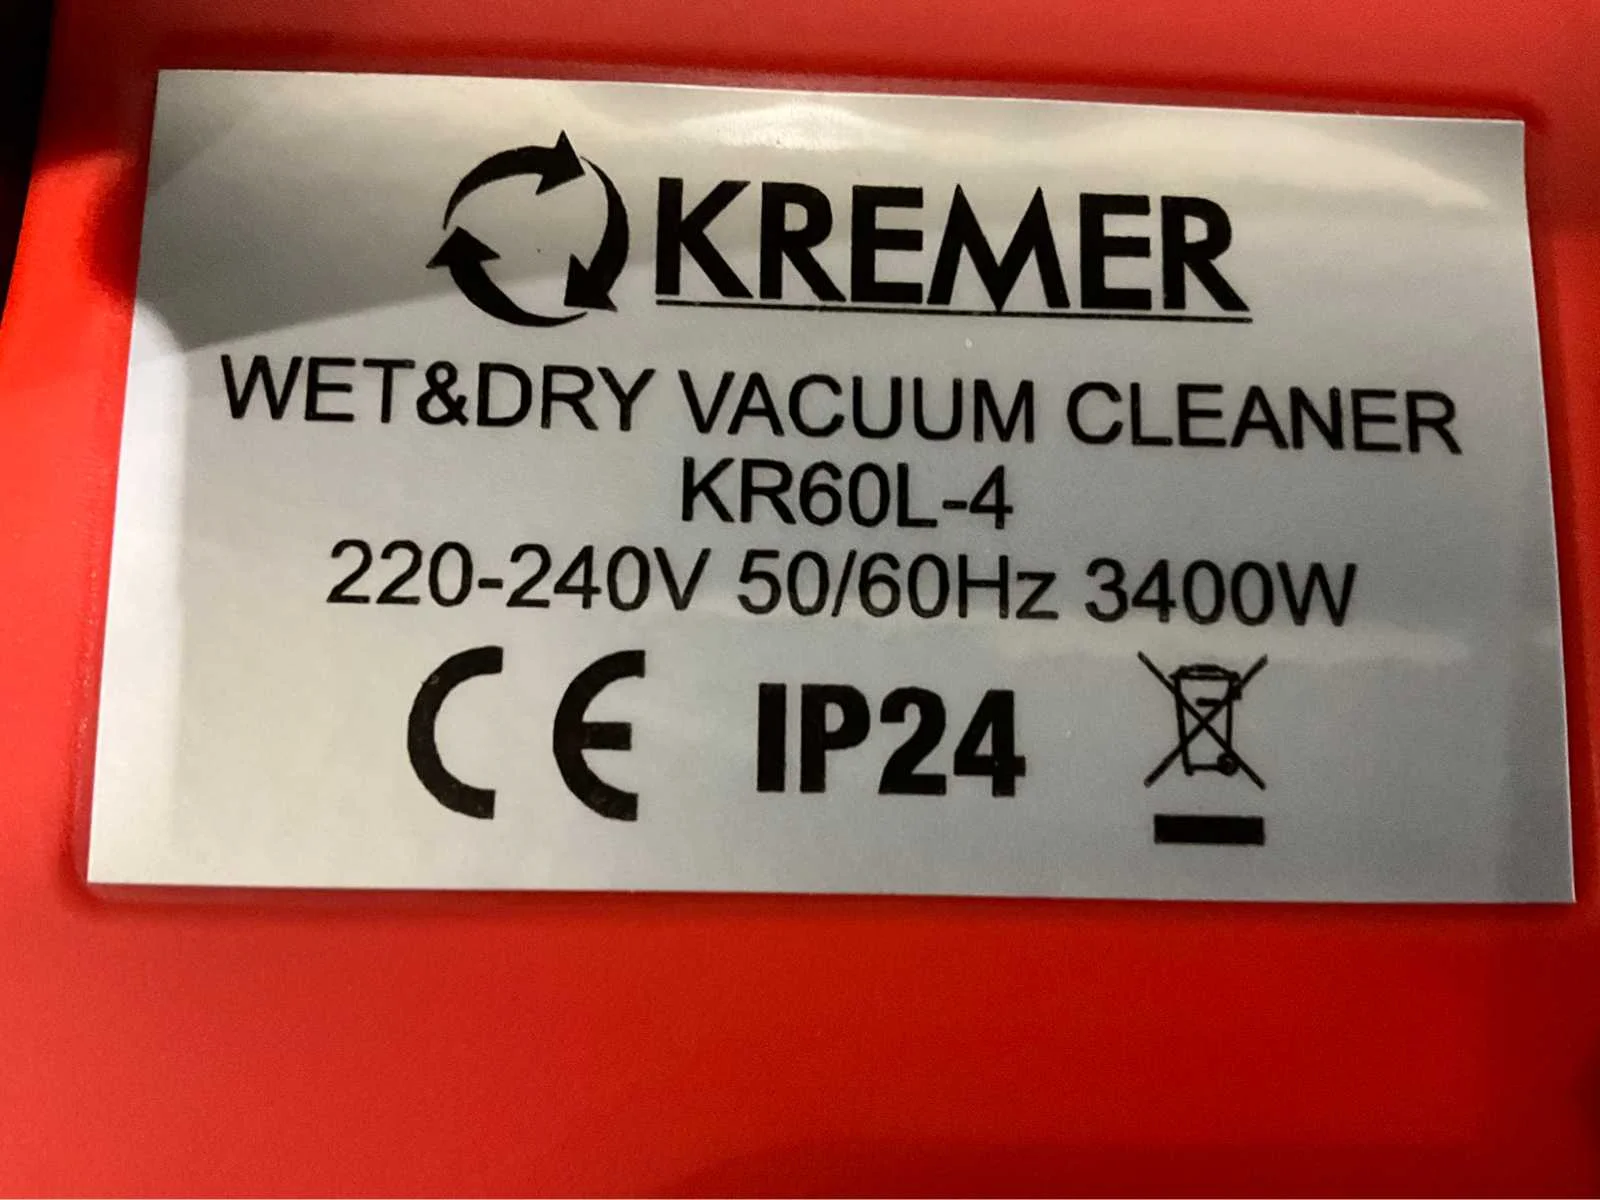 KREMER
WET&DRY VACUUM CLEANER
KR60L-4
220-240V 50/60Hz 3400W
CE IP24